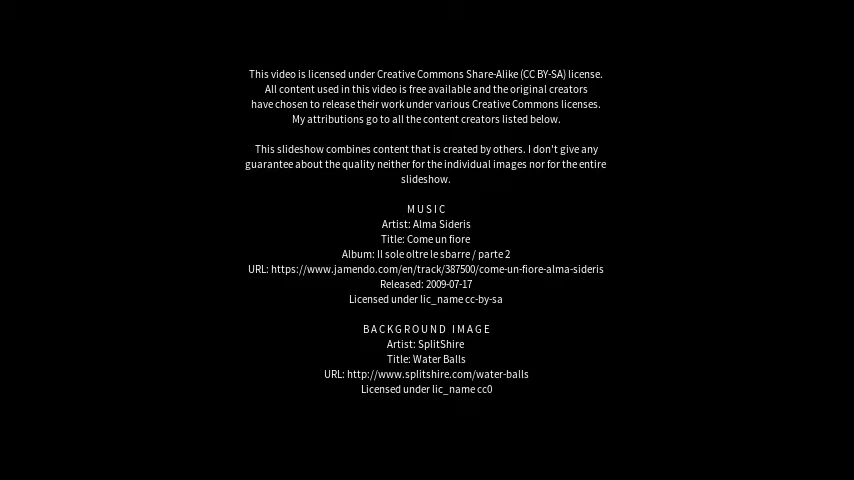 This video is licensed under Creative Commons Share-Alike (CC BY-SA) license.
All content used in this video is free available and the original creators
have chosen to release their work under various Creative Commons licenses.
My attributions go to all the content creators listed below.
This slideshow combines content that is created by others. I don't give any
guarantee about the quality neither for the individual images nor for the entire
slideshow.
MUSIC
Artist: Alma Sideris
Title: Come un fiore
Album: Il sole oltre le sbarre / parte 2
URL: https://www.jamendo.com/en/track/387500/come-un-fiore-alma-sideris
Released: 2009-07-17
Licensed under lic_name cc-by-sa
BACKGROUND IMAGE
Artist: SplitShire
Title: Water Balls
URL: http://www.splitshire.com/water-balls
Licensed under lic_name cc0